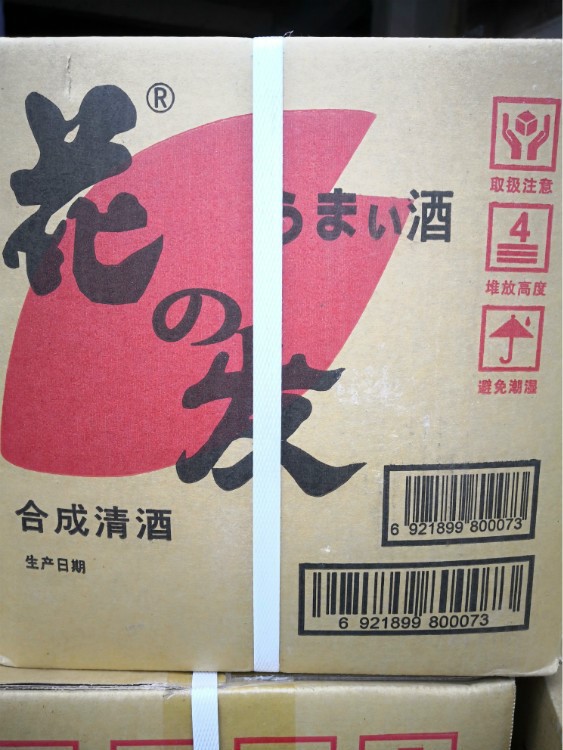 花の友
®
うまい酒
取扱注意
4
堆放高度
避免潮湿
合成清酒
生产日期
6 921899 800073
6 921899 800073